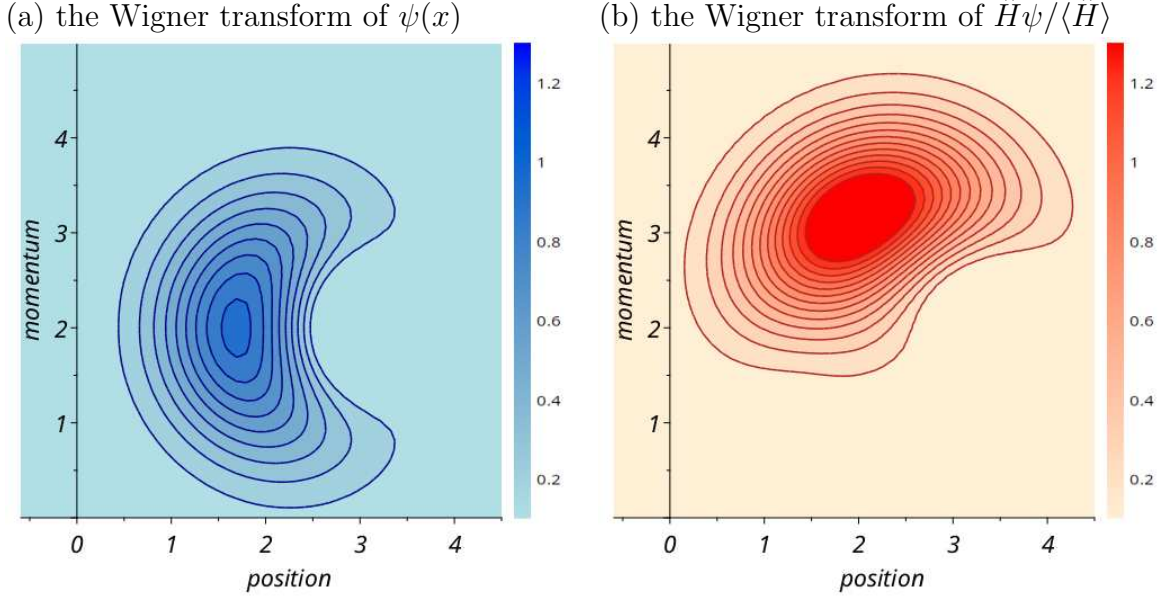 (a) the Wigner transform of ψ(x)
1.2
1
0.8
0.6
0.4
0.2
4
3
2
1
momentum
0 1 2 3 4
position
(b) the Wigner transform of Ĥψ/⟨Ĥ⟩
1.2
1
0.8
0.6
0.4
0.2
4
3
2
1
momentum
0 1 2 3 4
position